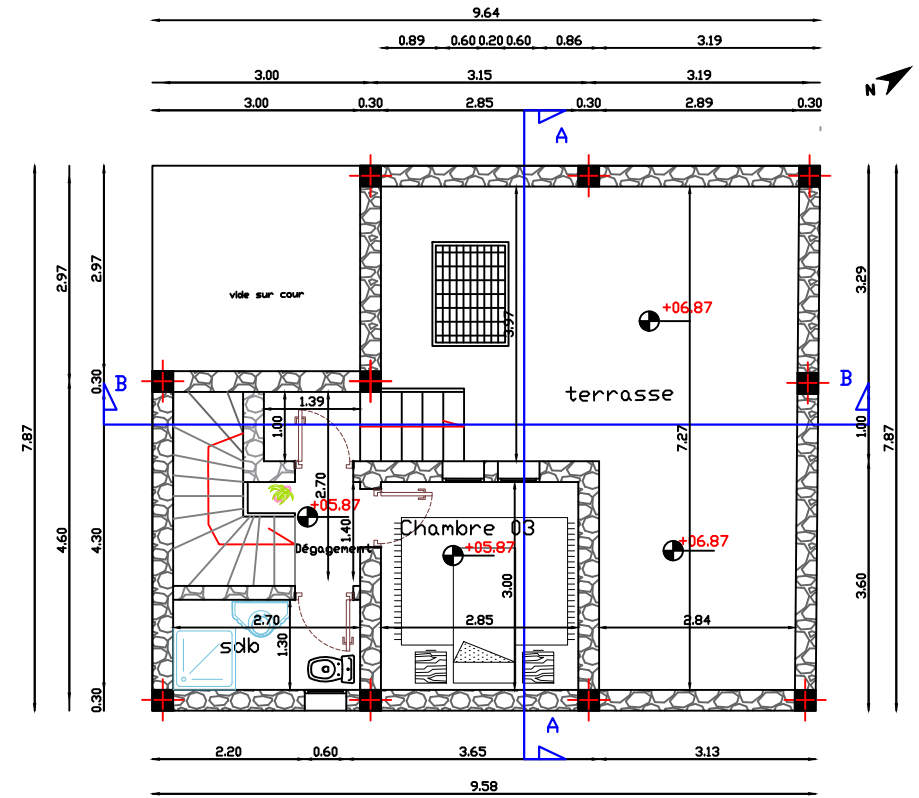 9.64
0.89 0.60 0.20 0.60 0.86 3.19
3.00 3.15 3.19
3.00 0.30 2.85 0.30 2.89 0.30
N
A
vide sur cour
+06.87
terrasse
3.97
7.27
2.97
2.97
7.87
0.30
B
B
3.29
1.00
7.87
1.39
1.00
2.70
+05.87
1.40
Dégagement
Chambre 03
+05.87
+06.87
4.60
4.30
3.00
3.60
2.70 2.85 2.84
sdb
1.30
0.30
A
2.20 0.60 3.65 3.13
9.58